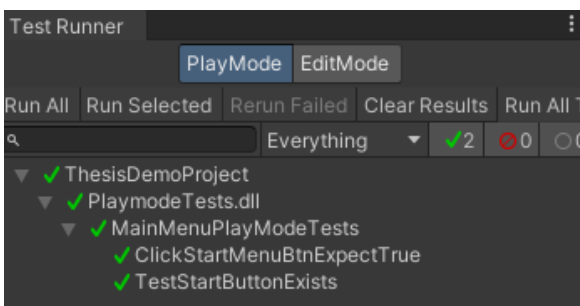 Test Runner
PlayMode EditMode
Run All Run Selected Rerun Failed Clear Results Run All
Everything 2 0
ThesisDemoProject
PlaymodeTests.dll
MainMenuPlayModeTests
ClickStartMenuBtnExpectTrue
TestStartButtonExists